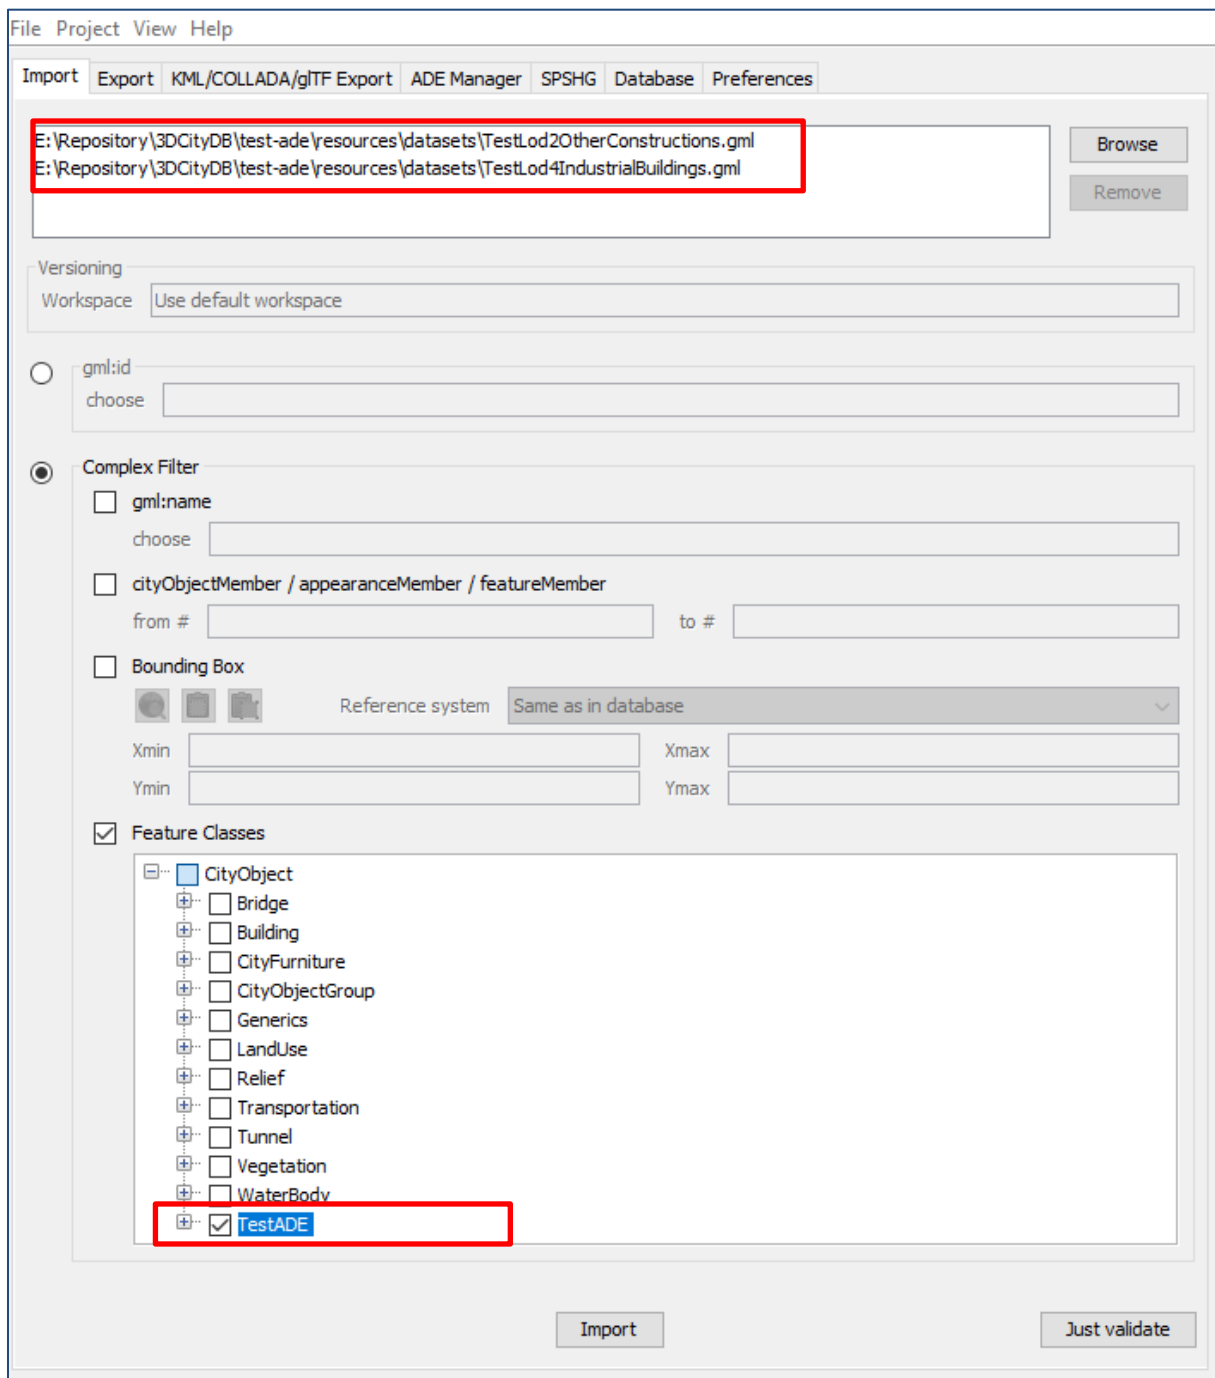 File Project View Help
Import Export KML/COLLADA/glTF Export ADE Manager SPSHG Database Preferences
E:\Repository\3DCityDB\test-ade\resources\datasets\TestLod2OtherConstructions.gml
E:\Repository\3DCityDB\test-ade\resources\datasets\TestLod4IndustrialBuildings.gml
Browse
Remove
Versioning
Workspace Use default workspace
gml:id
choose
Complex Filter
gml:name
choose
cityObjectMember / appearanceMember / featureMember
from # to #
Bounding Box
Reference system Same as in database
Xmin Xmax
Ymin Ymax
Feature Classes
CityObject
Bridge
Building
CityFurniture
CityObjectGroup
Generics
LandUse
Relief
Transportation
Tunnel
Vegetation
WaterBody
TestADE
Import Just validate